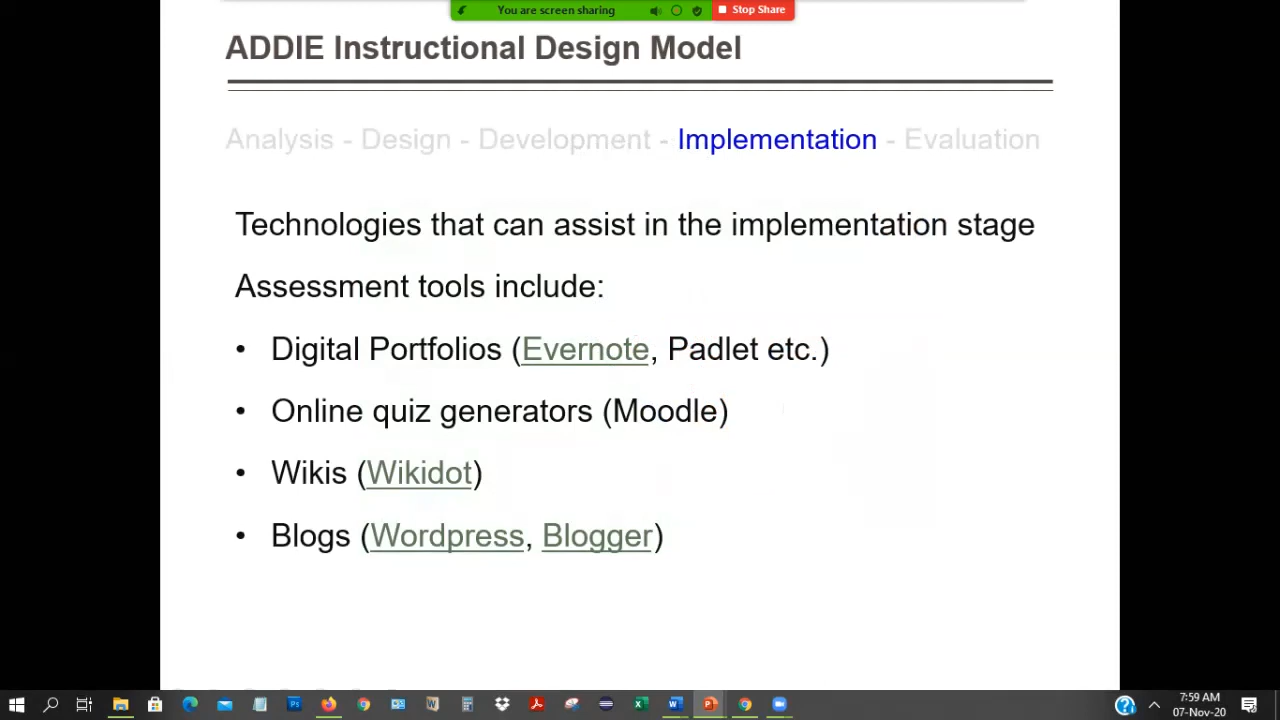 You are screen sharing
Stop Share
ADDIE Instructional Design Model
Analysis - Design - Development - Implementation - Evaluation
Technologies that can assist in the implementation stage
Assessment tools include:
• Digital Portfolios (Evernote, Padlet etc.)
• Online quiz generators (Moodle)
• Wikis (Wikidot)
• Blogs (Wordpress, Blogger)
7:59 AM
07-Nov-20